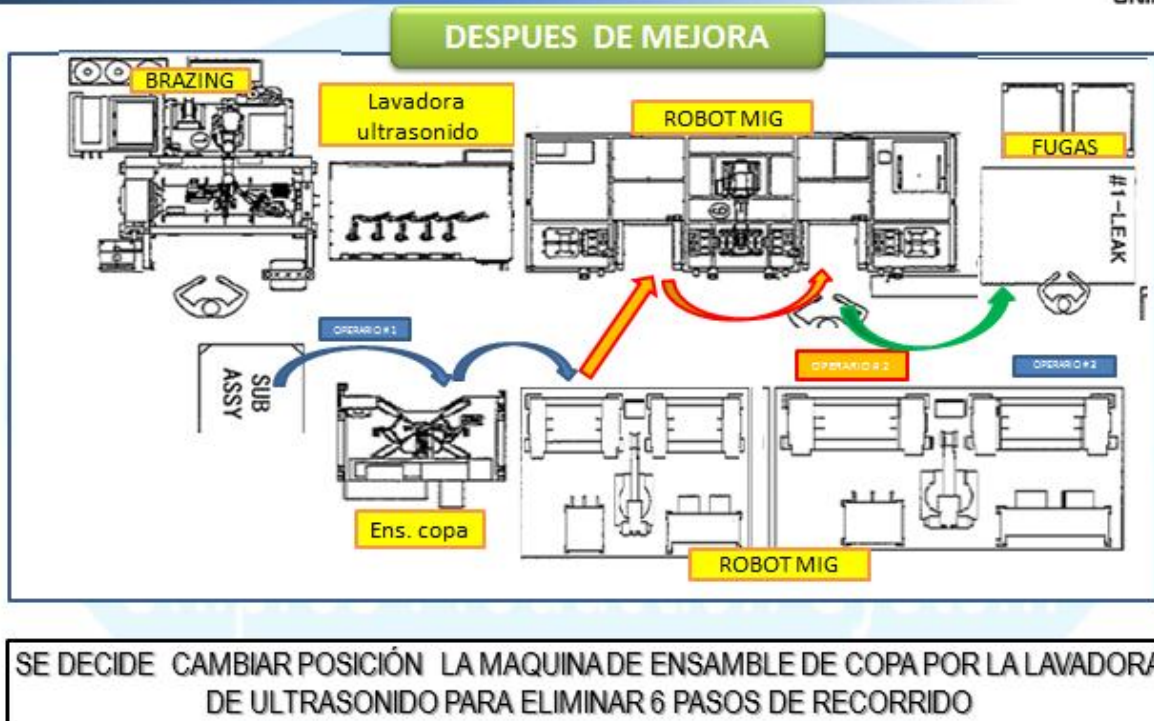 DESPUES DE MEJORA
BRAZING
Lavadora
ultrasonido
ROBOT MIG
FUGAS
#1-LEAK
OPERARIO # 1
OPERARIO # 2
SUB
ASSY
Ens. copa
ROBOT MIG
SE DECIDE CAMBIAR POSICIÓN LA MAQUINA DE ENSAMBLE DE COPA POR LA LAVADORA
DE ULTRASONIDO PARA ELIMINAR 6 PASOS DE RECORRIDO